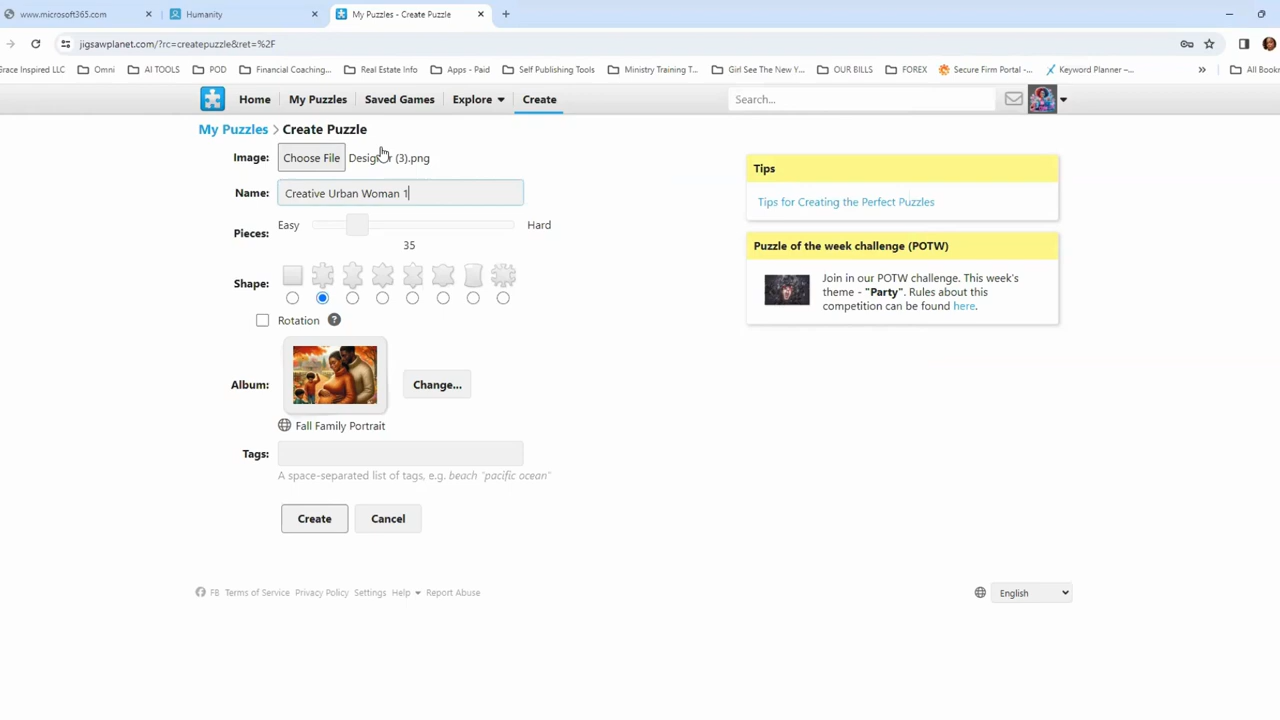 www.microsoft365.com
Humanity
My Puzzles - Create Puzzle
jigsawplanet.com/?rc=createpuzzle&ret=%2F
Grace Inspired LLC
Omni
AI TOOLS
POD
Financial Coaching...
Real Estate Info
Apps - Paid
Self Publishing Tools
Ministry Training T...
Girl See The New Y...
OUR BILLS
FOREX
Secure Firm Portal -...
Keyword Planner –...
»
All Book
Home
My Puzzles
Saved Games
Explore
Create
Search...
My Puzzles > Create Puzzle
Image:
Choose File
(3).png
Name:
Creative Urban Woman 1
Pieces:
Easy
Hard
35
Shape:
Rotation ?
Album:
Change...
Fall Family Portrait
Tags:
A space-separated list of tags, e.g. beach "pacific ocean"
Create
Cancel
Tips
Tips for Creating the Perfect Puzzles
Puzzle of the week challenge (POTW)
Join in our POTW challenge. This week's
theme - "Party". Rules about this
competition can be found here.
FB Terms of Service Privacy Policy Settings Help Report Abuse
English